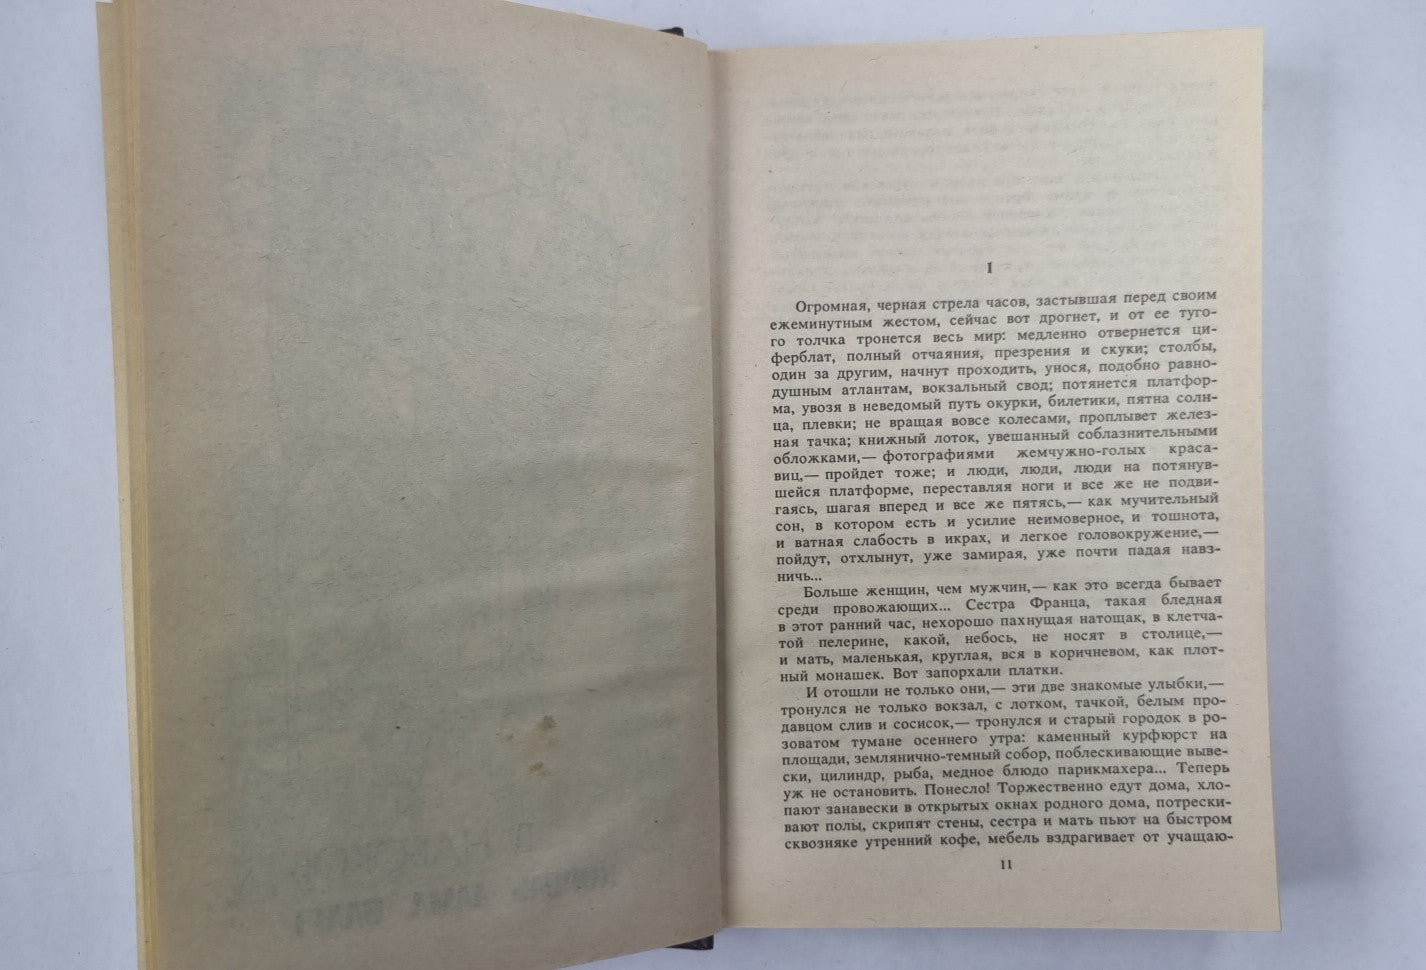 I
Огромная, черная стрела часов, застывшая перед своим
ежеминутным жестом, сейчас вот дрогнет, и от ее туго-
го толчка тронется весь мир: медленно отвернется ци-
ферблат, полный отчаяния, презрения и скуки; столбы,
один за другим, начнут проходить, унося, подобно равно-
душным атлантам, вокзальный свод; потянется платфор-
ма, увозя в неведомый путь окурки, билетики, пятна солн-
ца, плевки; не вращая вовсе колесами, проплывет желез-
ная тачка; книжный лоток, увешанный соблазнительными
обложками,— фотографиями жемчужно-голых краса-
виц,— пройдет тоже; и люди, люди, люди на потянув-
шейся платформе, переставляя ноги и все же не подви-
гаясь, шагая вперед и все же пятясь,— как мучительный
сон, в котором есть и усилие неимоверное, и тошнота,
и ватная слабость в икрах, и легкое головокружение,—
пойдут, отхлынут, уже замирая, уже почти падая навз-
ничь...
Больше женщин, чем мужчин,— как это всегда бывает
среди провожающих... Сестра Франца, такая бледная
в этот ранний час, нехорошо пахнущая натощак, в клетча-
той пелерине, какой, небось, не носят в столице,—
и мать, маленькая, круглая, вся в коричневом, как плот-
ный монашек. Вот запорхали платки.
И отошли не только они,— эти две знакомые улыбки,—
тронулся не только вокзал, с лотком, тачкой, белым про-
давцом слив и сосисок,— тронулся и старый городок в ро-
зоватом тумане осеннего утра: каменный курфюрст на
площади, землянично-темный собор, поблескивающие выве-
ски, цилиндр, рыба, медное блюдо парикмахера... Теперь
уж не остановить. Понесло! Торжественно едут дома, хло-
пают занавески в открытых окнах родного дома, потрески-
вают полы, скрипят стены, сестра и мать пьют на быстром
сквозняке утренний кофе, мебель вздрагивает от учащаю-
11